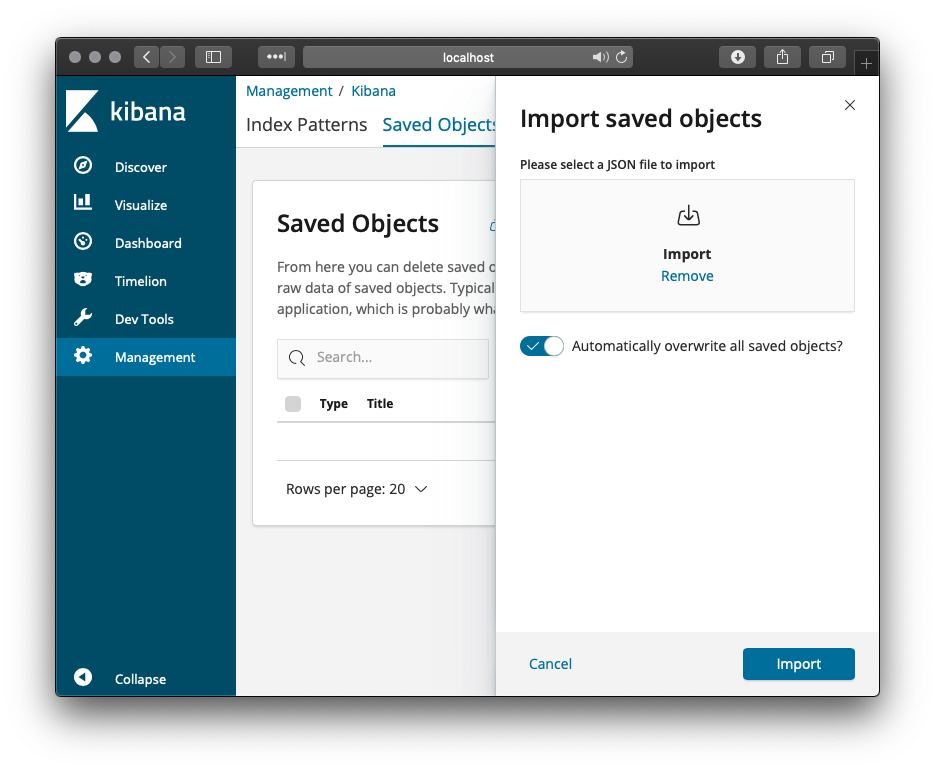 localhost
kibana
Discover
Visualize
Dashboard
Timelion
Dev Tools
Management
Collapse
Management / Kibana
Index Patterns Saved Objects
Saved Objects
From here you can delete saved
raw data of saved objects. Typical
application, which is probably
Search...
Type Title
Rows per page: 20
Import saved objects
Please select a JSON file to import
Import
Remove
Automatically overwrite all saved objects?
Cancel Import